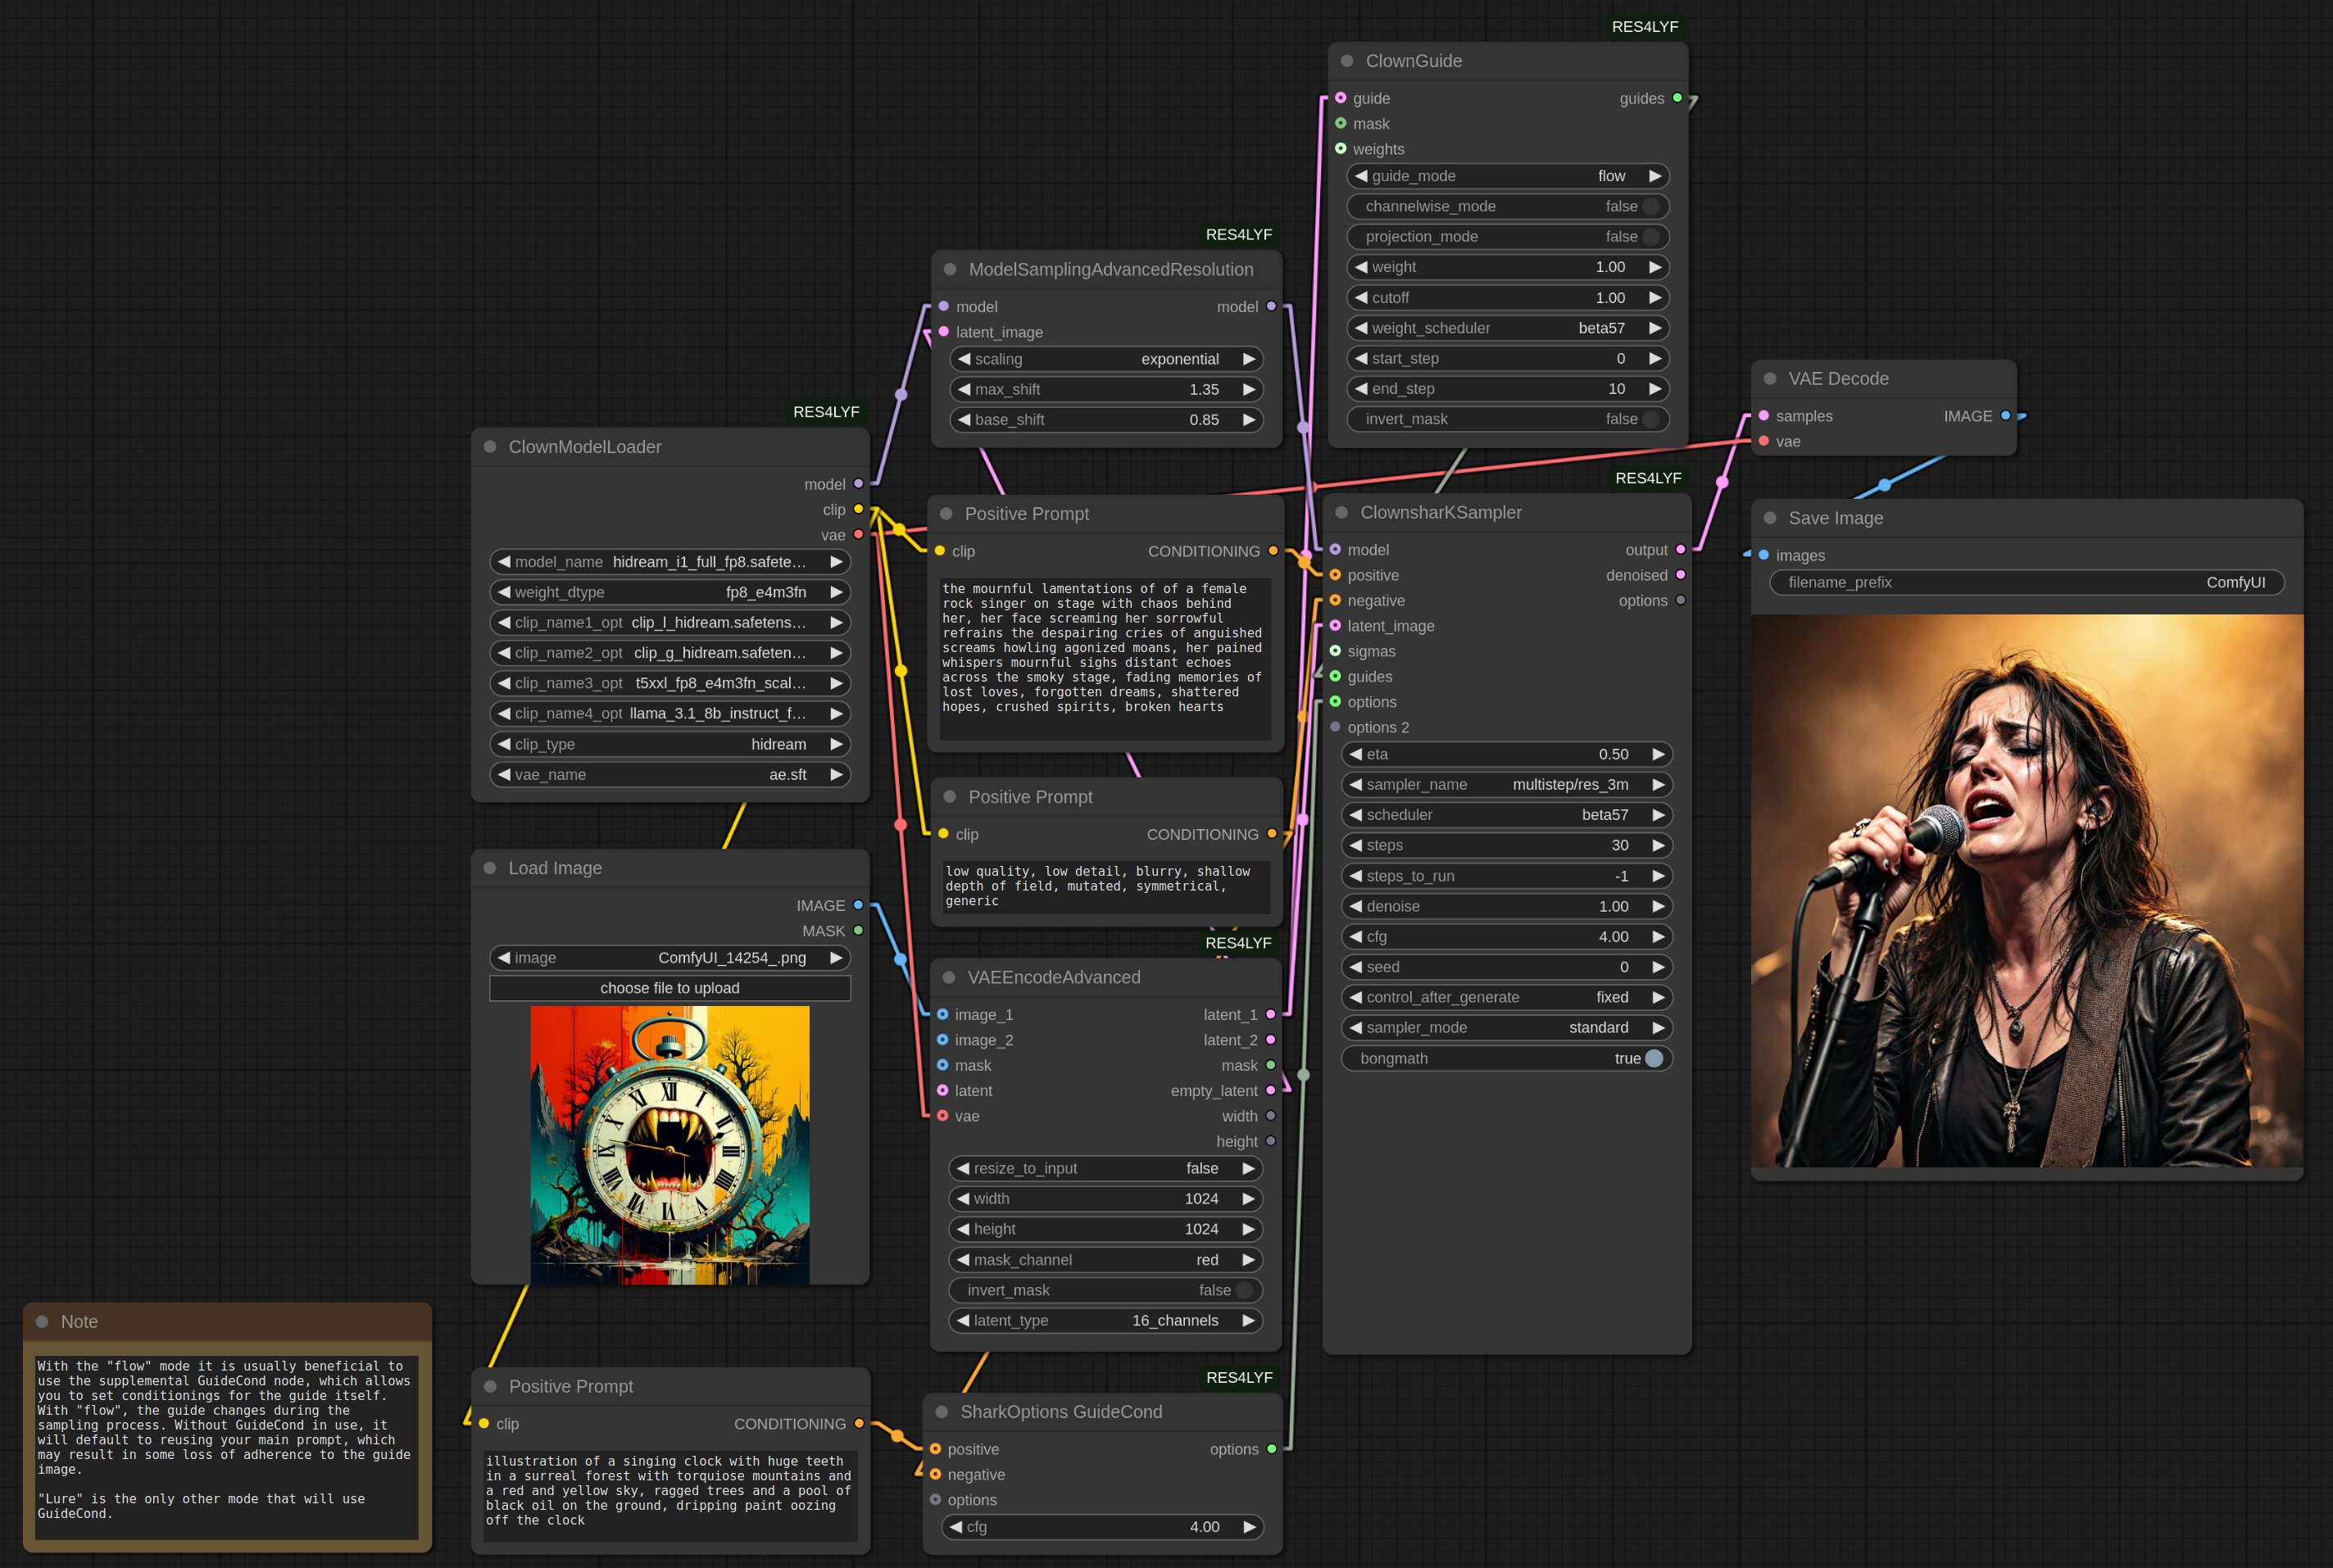 RES4LYF
ClownGuide
guide
guides
mask
weights
guide_mode flow
channelwise_mode false
projection_mode false
weight 1.00
cutoff 1.00
weight_scheduler beta57
start_step 0
end_step 10
invert_mask false
RES4LYF
ModelSamplingAdvancedResolution
model
model
latent_image
scaling exponential
max_shift 1.35
base_shift 0.85
RES4LYF
ClownModelLoader
model
clip
vae
model_name hidream_i1_full_fp8.safete...
weight_dtype fp8_e4m3fn
clip_name1_opt clip_l_hidream.safetens...
clip_name2_opt clip_g_hidream.safeten...
clip_name3_opt t5xxl_fp8_e4m3fn_scal...
clip_name4_opt llama_3.1_8b_instruct_f...
clip_type hidream
vae_name ae.sft
Positive Prompt
clip
CONDITIONING
the mournful lamentations of of a female
rock singer on stage with chaos behind
her, her face screaming her sorrowful
refrains the despairing cries of anguished
screams howling agonized moans, her pained
whispers mournful sighs distant echoes
across the smoky stage, fading memories of
lost loves, forgotten dreams, shattered
hopes, crushed spirits, broken hearts
Positive Prompt
clip
CONDITIONING
low quality, low detail, blurry, shallow
depth of field, mutated, symmetrical,
generic
Load Image
IMAGE
MASK
image ComfyUI_14254_.png
choose file to upload
RES4LYF
VAEEncodeAdvanced
image_1
latent_1
image_2
latent_2
mask
mask
latent
empty_latent
vae
width
height
resize_to_input false
width 1024
height 1024
mask_channel red
invert_mask false
latent_type 16_channels
RES4LYF
ClownsharKSampler
model
output
positive
denoised
negative
options
latent_image
sigmas
guides
options
options 2
eta 0.50
sampler_name multistep/res_3m
scheduler beta57
steps 30
steps_to_run -1
denoise 1.00
cfg 4.00
seed 0
control_after_generate fixed
sampler_mode standard
bongmath true
VAE Decode
samples
IMAGE
vae
Save Image
images
filename_prefix ComfyUI
Note
With the "flow" mode it is usually beneficial to
use the supplemental GuideCond node, which allows
you to set conditionings for the guide itself.
With "flow", the guide changes during the
sampling process. Without GuideCond in use, it
will default to reusing your main prompt, which
may result in some loss of adherence to the guide
image.
"Lure" is the only other mode that will use
GuideCond.
Positive Prompt
clip
CONDITIONING
illustration of a singing clock with huge teeth
in a surreal forest with torquiose mountains and
a red and yellow sky, ragged trees and a pool of
black oil on the ground, dripping paint oozing
off the clock
RES4LYF
SharkOptions GuideCond
positive
options
negative
options
cfg 4.00